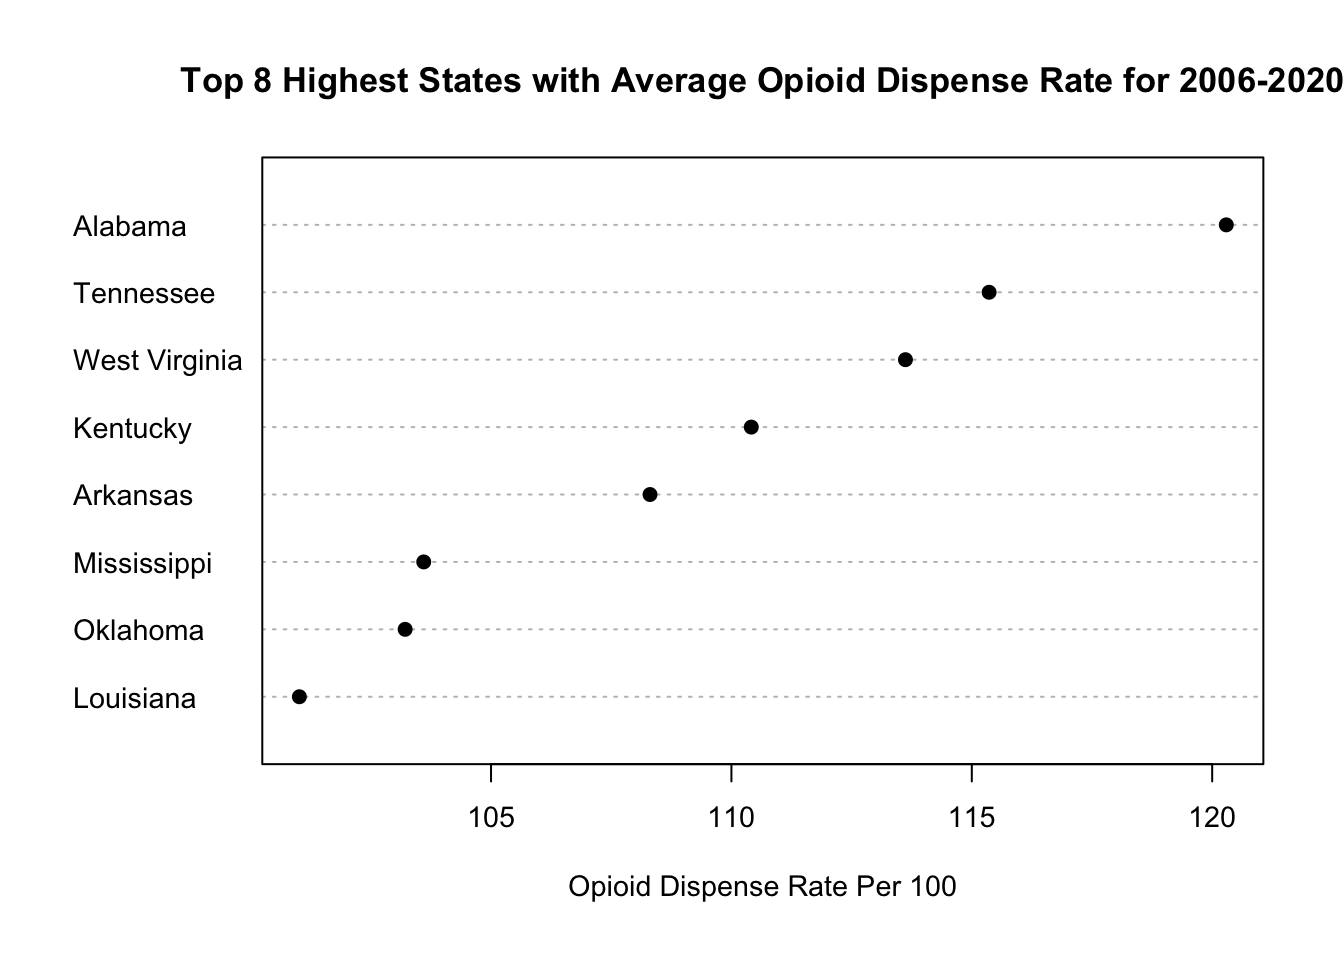 Top 8 Highest States with Average Opioid Dispense Rate for 2006-2020
Alabama
Tennessee
West Virginia
Kentucky
Arkansas
Mississippi
Oklahoma
Louisiana
105 110 115 120
Opioid Dispense Rate Per 100